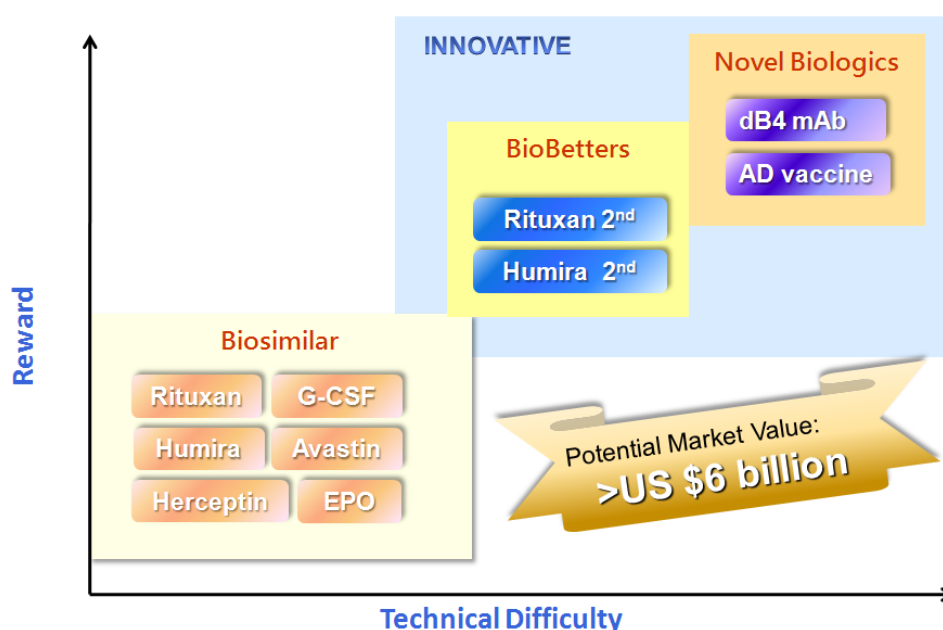 INNOVATIVE
Novel Biologics
dB4 mAb
AD vaccine
BioBetters
Rituxan 2nd
Humira 2nd
Reward
Biosimilar
Rituxan
G-CSF
Humira
Avastin
Herceptin
EPO
Potential Market Value:
>US $6 billion
Technical Difficulty